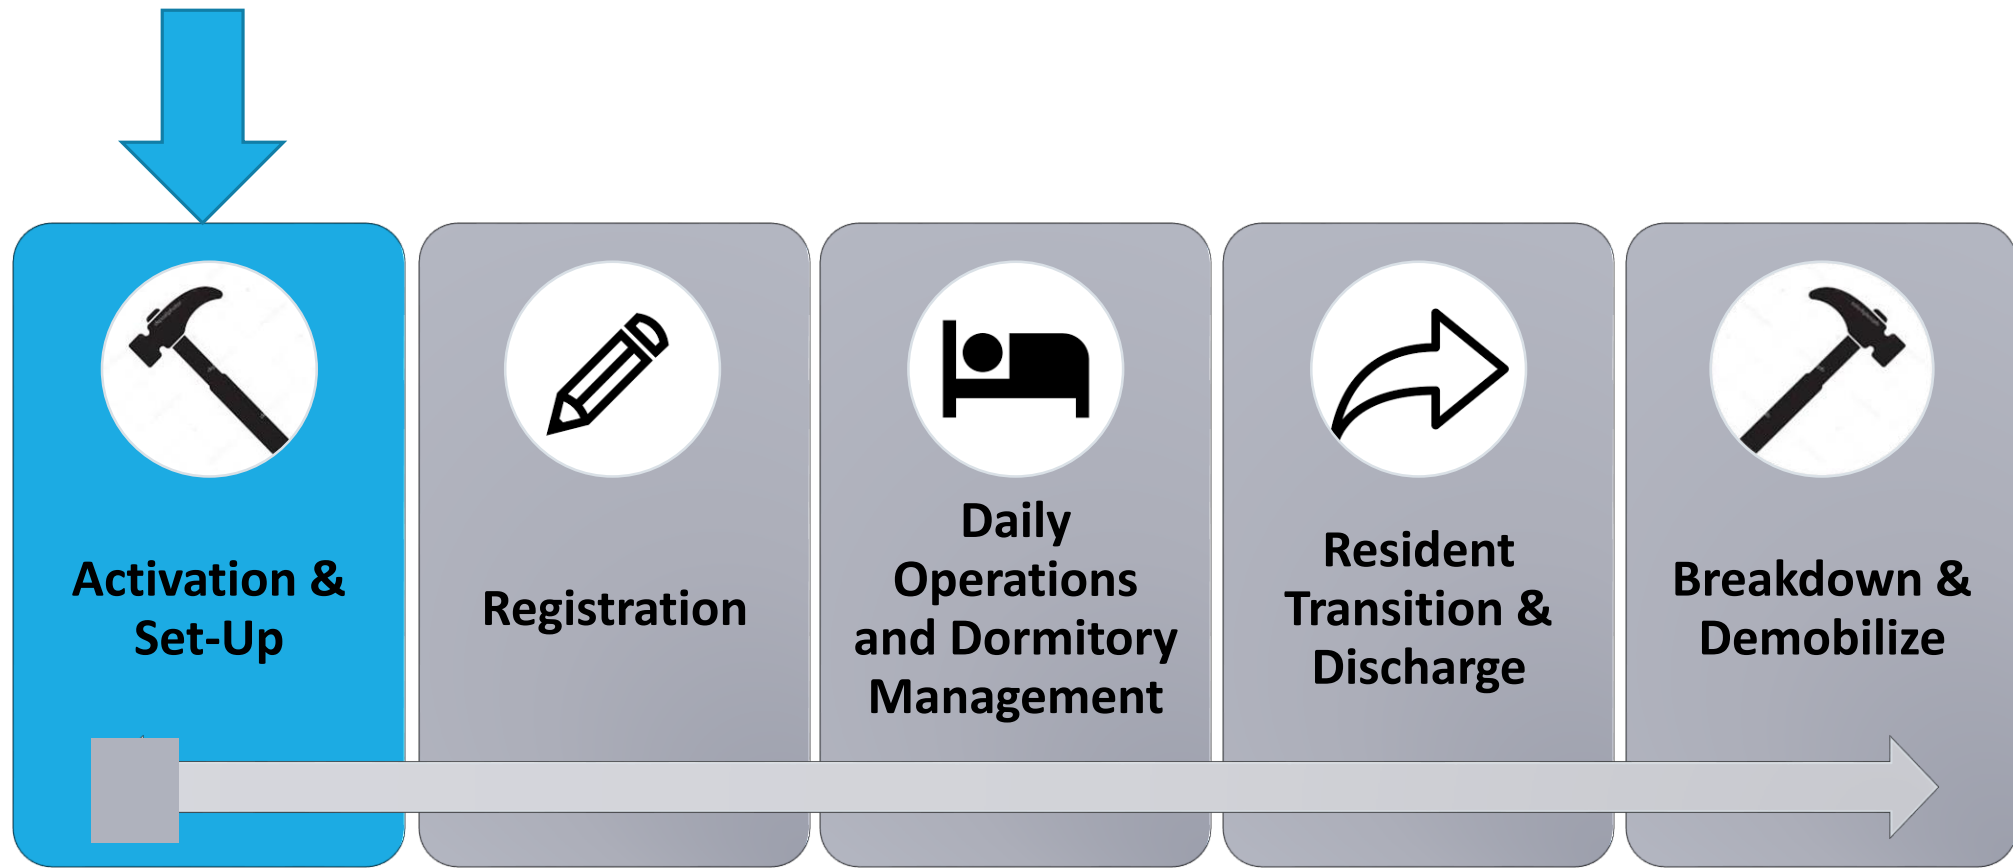 Activation &
Set-Up
Registration
Daily
Operations
and Dormitory
Management
Resident
Transition &
Discharge
Breakdown &
Demobilize